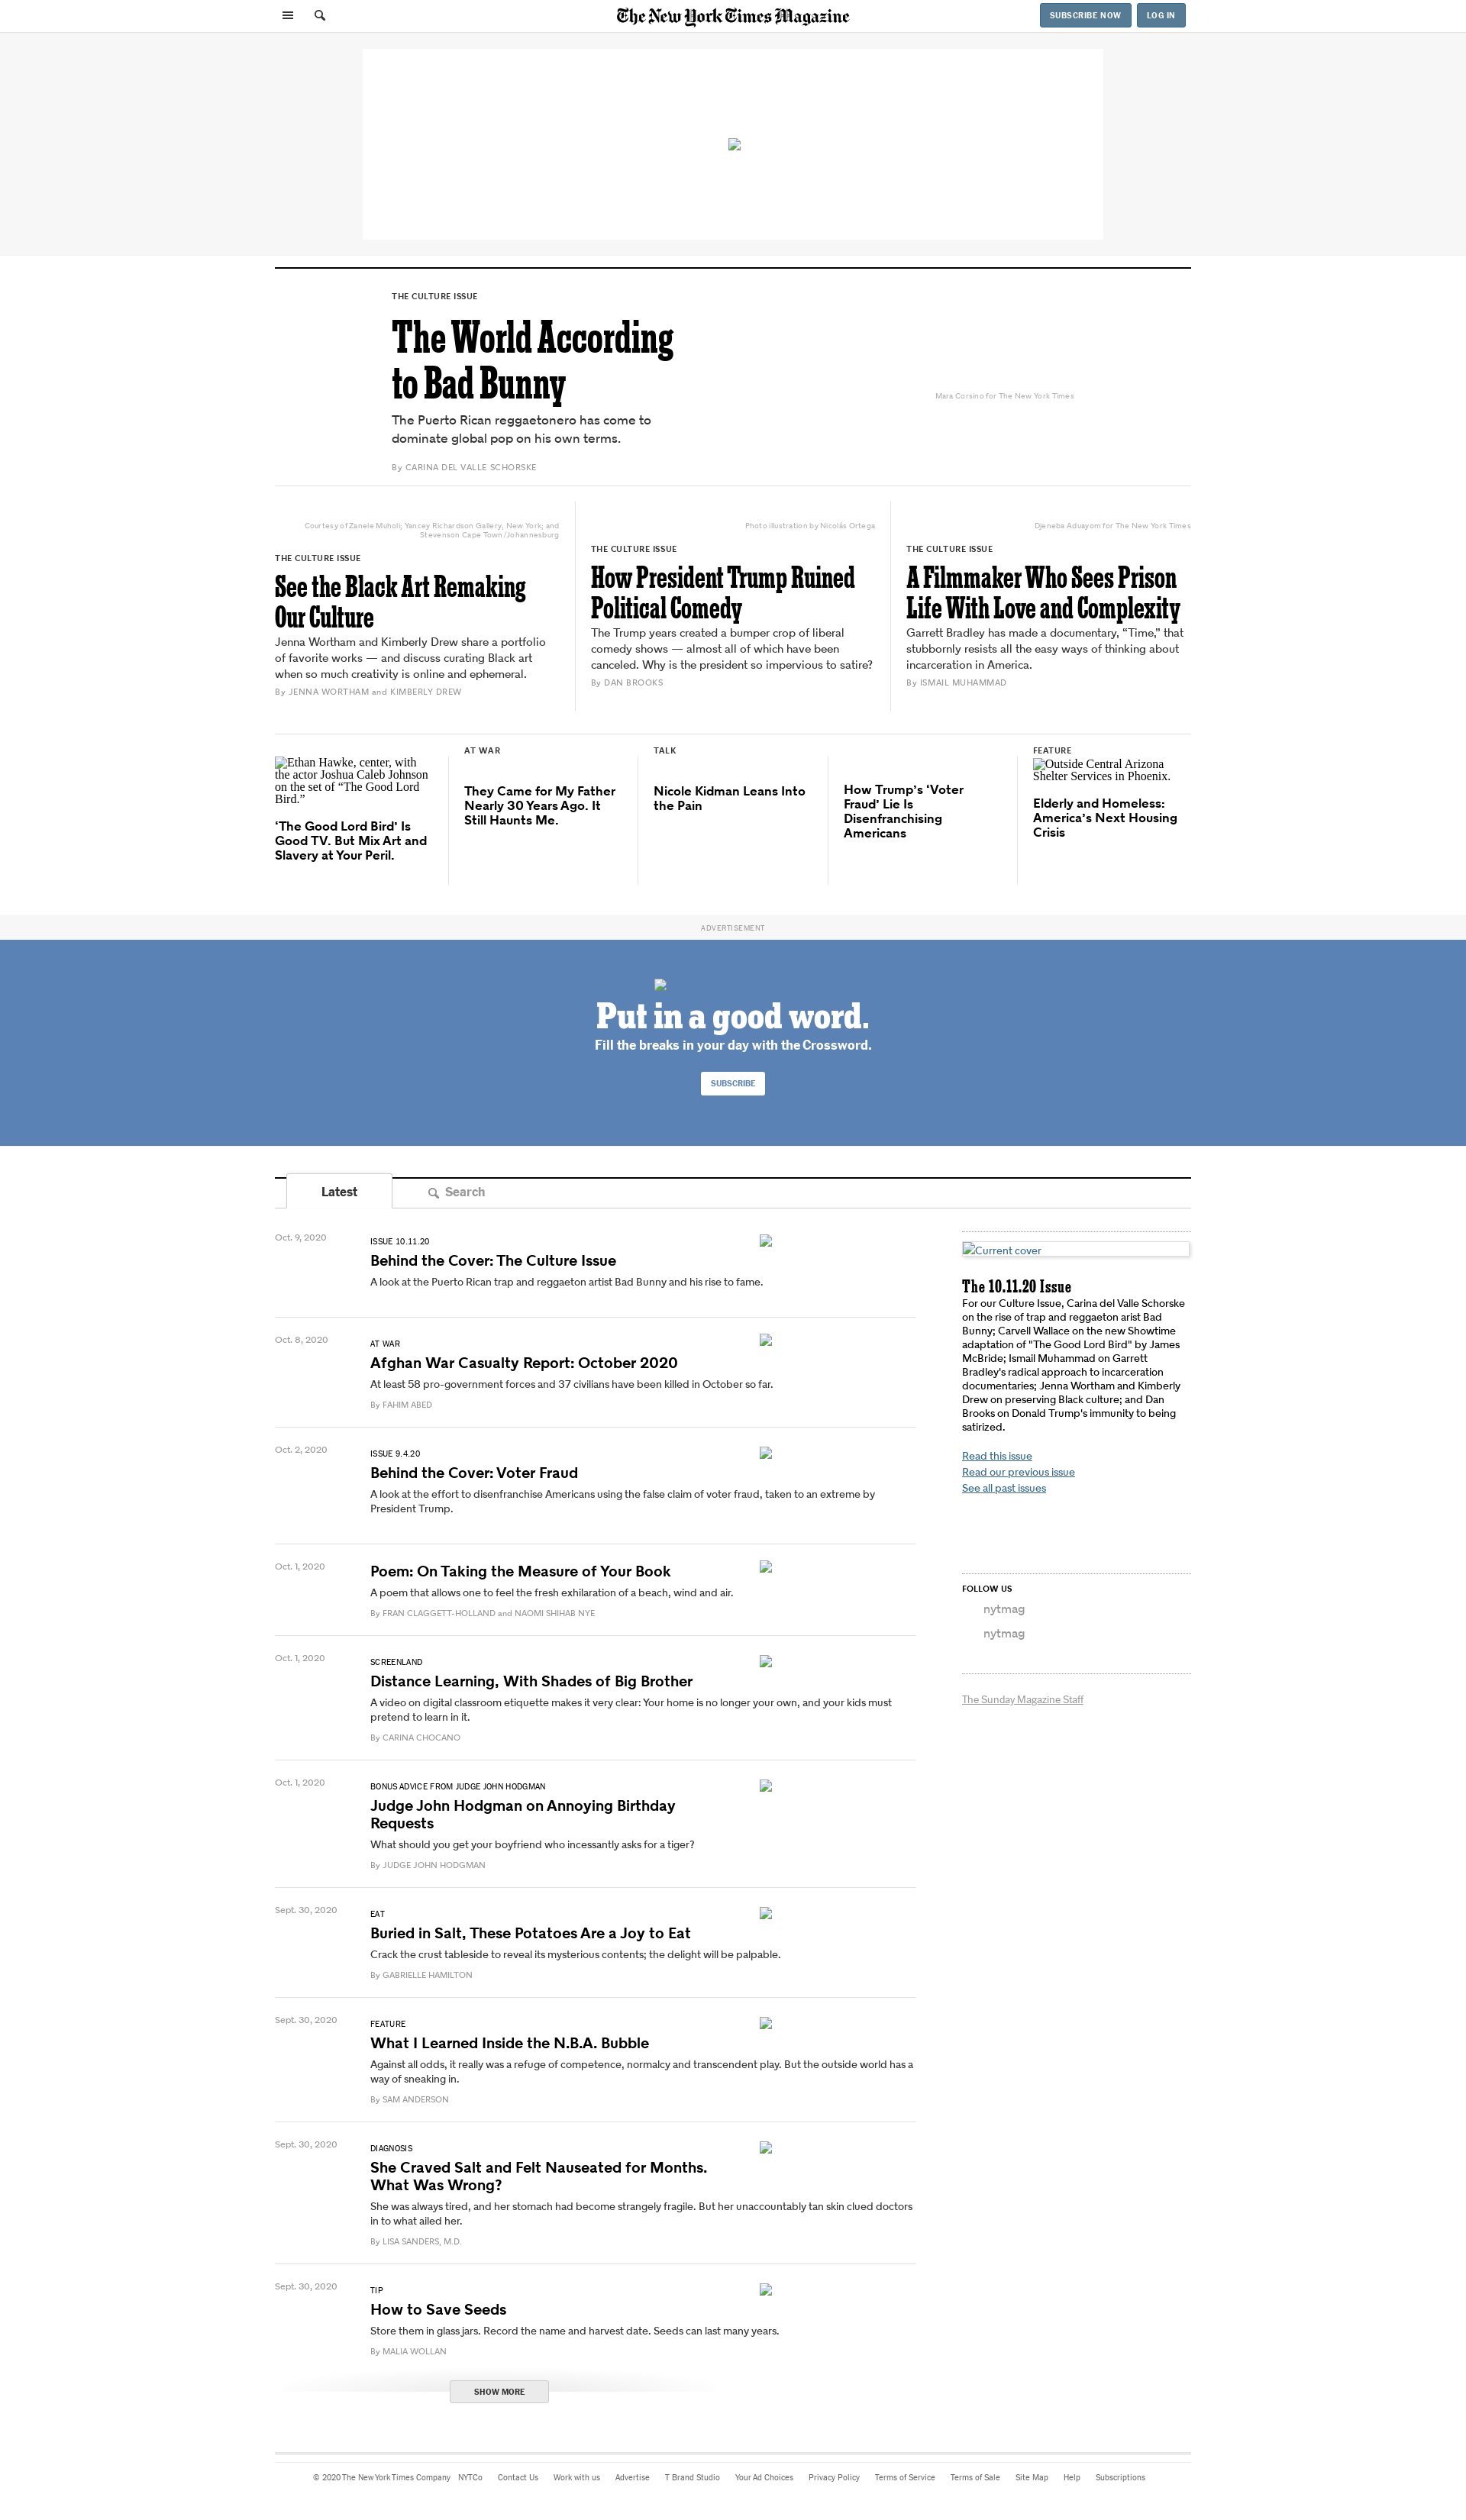 The New York Times Magazine
SUBSCRIBE NOW
LOG IN
THE CULTURE ISSUE
The World According
to Bad Bunny
The Puerto Rican reggaetonero has come to
dominate global pop on his own terms.
By CARINA DEL VALLE SCHORSKE
Mara Corsino for The New York Times
Courtesy of Zanele Muholi; Yancey Richardson Gallery, New York; and
Stevenson Cape Town/Johannesburg
THE CULTURE ISSUE
See the Black Art Remaking
Our Culture
Jenna Wortham and Kimberly Drew share a portfolio
of favorite works — and discuss curating Black art
when so much creativity is online and ephemeral.
By JENNA WORTHAM and KIMBERLY DREW
Photo illustration by Nicolás Ortega
THE CULTURE ISSUE
How President Trump Ruined
Political Comedy
The Trump years created a bumper crop of liberal
comedy shows — almost all of which have been
canceled. Why is the president so impervious to satire?
By DAN BROOKS
Djeneba Aduayom for The New York Times
THE CULTURE ISSUE
A Filmmaker Who Sees Prison
Life With Love and Complexity
Garrett Bradley has made a documentary, “Time,” that
stubbornly resists all the easy ways of thinking about
incarceration in America.
By ISMAIL MUHAMMAD
Ethan Hawke, center, with
the actor Joshua Caleb Johnson
on the set of “The Good Lord
Bird.”
‘The Good Lord Bird’ Is
Good TV. But Mix Art and
Slavery at Your Peril.
AT WAR
They Came for My Father
Nearly 30 Years Ago. It
Still Haunts Me.
TALK
Nicole Kidman Leans Into
the Pain
How Trump’s ‘Voter
Fraud’ Lie Is
Disenfranchising
Americans
FEATURE
Outside Central Arizona
Shelter Services in Phoenix.
Elderly and Homeless:
America’s Next Housing
Crisis
ADVERTISEMENT
Put in a good word.
Fill the breaks in your day with the Crossword.
SUBSCRIBE
Latest
Search
Oct. 9, 2020
ISSUE 10.11.20
Behind the Cover: The Culture Issue
A look at the Puerto Rican trap and reggaeton artist Bad Bunny and his rise to fame.
Oct. 8, 2020
AT WAR
Afghan War Casualty Report: October 2020
At least 58 pro-government forces and 37 civilians have been killed in October so far.
By FAHIM ABED
Oct. 2, 2020
ISSUE 9.4.20
Behind the Cover: Voter Fraud
A look at the effort to disenfranchise Americans using the false claim of voter fraud, taken to an extreme by
President Trump.
Oct. 1, 2020
Poem: On Taking the Measure of Your Book
A poem that allows one to feel the fresh exhilaration of a beach, wind and air.
By FRAN CLAGGETT-HOLLAND and NAOMI SHIHAB NYE
Oct. 1, 2020
SCREENLAND
Distance Learning, With Shades of Big Brother
A video on digital classroom etiquette makes it very clear: Your home is no longer your own, and your kids must
pretend to learn in it.
By CARINA CHOCANO
Oct. 1, 2020
BONUS ADVICE FROM JUDGE JOHN HODGMAN
Judge John Hodgman on Annoying Birthday
Requests
What should you get your boyfriend who incessantly asks for a tiger?
By JUDGE JOHN HODGMAN
Sept. 30, 2020
EAT
Buried in Salt, These Potatoes Are a Joy to Eat
Crack the crust tableside to reveal its mysterious contents; the delight will be palpable.
By GABRIELLE HAMILTON
Sept. 30, 2020
FEATURE
What I Learned Inside the N.B.A. Bubble
Against all odds, it really was a refuge of competence, normalcy and transcendent play. But the outside world has a
way of sneaking in.
By SAM ANDERSON
Sept. 30, 2020
DIAGNOSIS
She Craved Salt and Felt Nauseated for Months.
What Was Wrong?
She was always tired, and her stomach had become strangely fragile. But her unaccountably tan skin clued doctors
in to what ailed her.
By LISA SANDERS, M.D.
Sept. 30, 2020
TIP
How to Save Seeds
Store them in glass jars. Record the name and harvest date. Seeds can last many years.
By MALIA WOLLAN
SHOW MORE
Current cover
The 10.11.20 Issue
For our Culture Issue, Carina del Valle Schorske
on the rise of trap and reggaeton arist Bad
Bunny; Carvell Wallace on the new Showtime
adaptation of "The Good Lord Bird" by James
McBride; Ismail Muhammad on Garrett
Bradley's radical approach to incarceration
documentaries; Jenna Wortham and Kimberly
Drew on preserving Black culture; and Dan
Brooks on Donald Trump's immunity to being
satirized.
Read this issue
Read our previous issue
See all past issues
FOLLOW US
nytmag
nytmag
The Sunday Magazine Staff
© 2020 The New York Times Company NYTCo Contact Us Work with us Advertise T Brand Studio Your Ad Choices Privacy Policy Terms of Service Terms of Sale Site Map Help Subscriptions